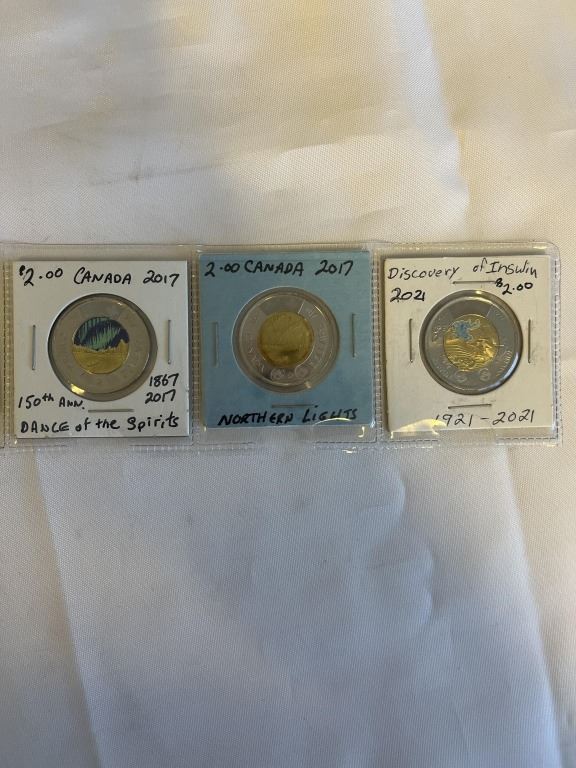 $2.00 CANADA 2017
150th ANN.
1867
2017
DANCE of the Spirits
2.00 CANADA 2017
NORTHERN LIGHTS
Discovery of Insulin
2021
$2.00
1921-2021